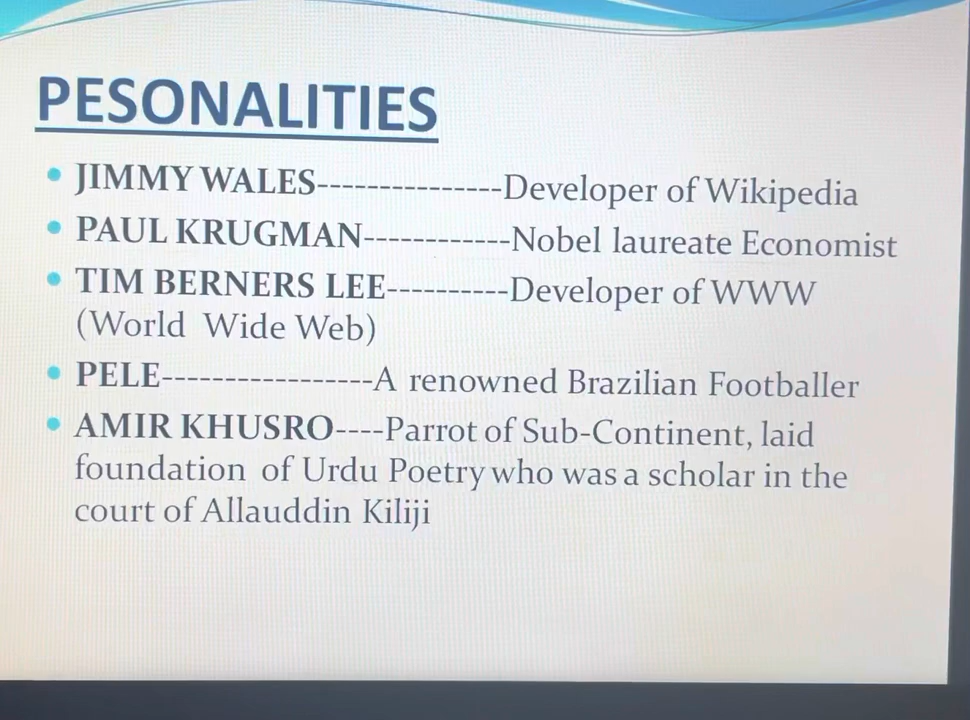 PESONALITIES
• JIMMY WALES---------------Developer of Wikipedia
• PAUL KRUGMAN------------Nobel laureate Economist
• TIM BERNERS LEE----------Developer of WWW
(World Wide Web)
• PELE-----------------A renowned Brazilian Footballer
• AMIR KHUSRO----Parrot of Sub-Continent, laid
foundation of Urdu Poetry who was a scholar in the
court of Allauddin Kiliji